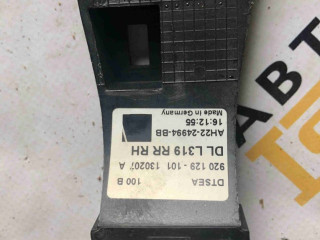 DTSEA 100 B
920 129 - 101 130207 A
DL L319 RR RH
AH22-24994-BB
16:12:55
Made in Germany
АВТ